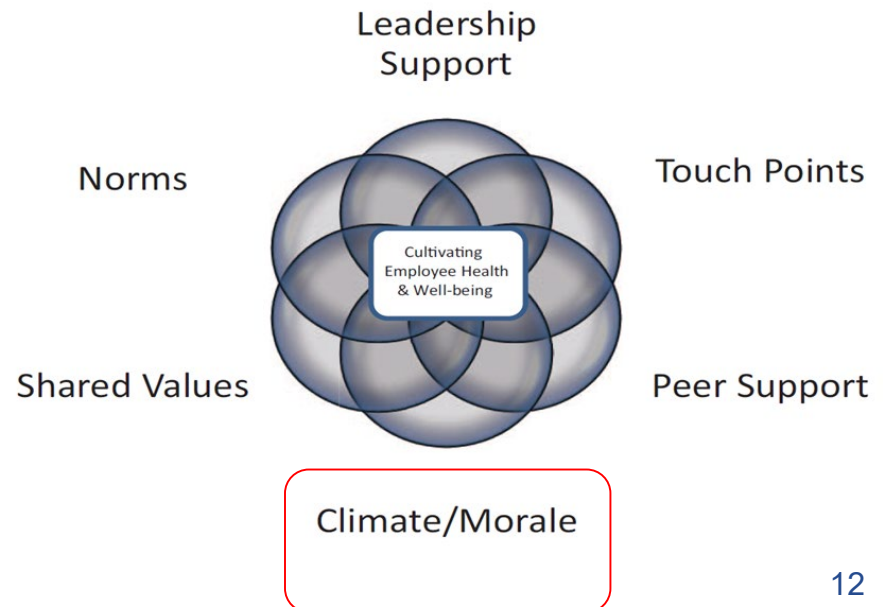 Leadership
Support
Norms
Touch Points
Cultivating
Employee Health
& Well-being
Shared Values
Peer Support
Climate/Morale
12